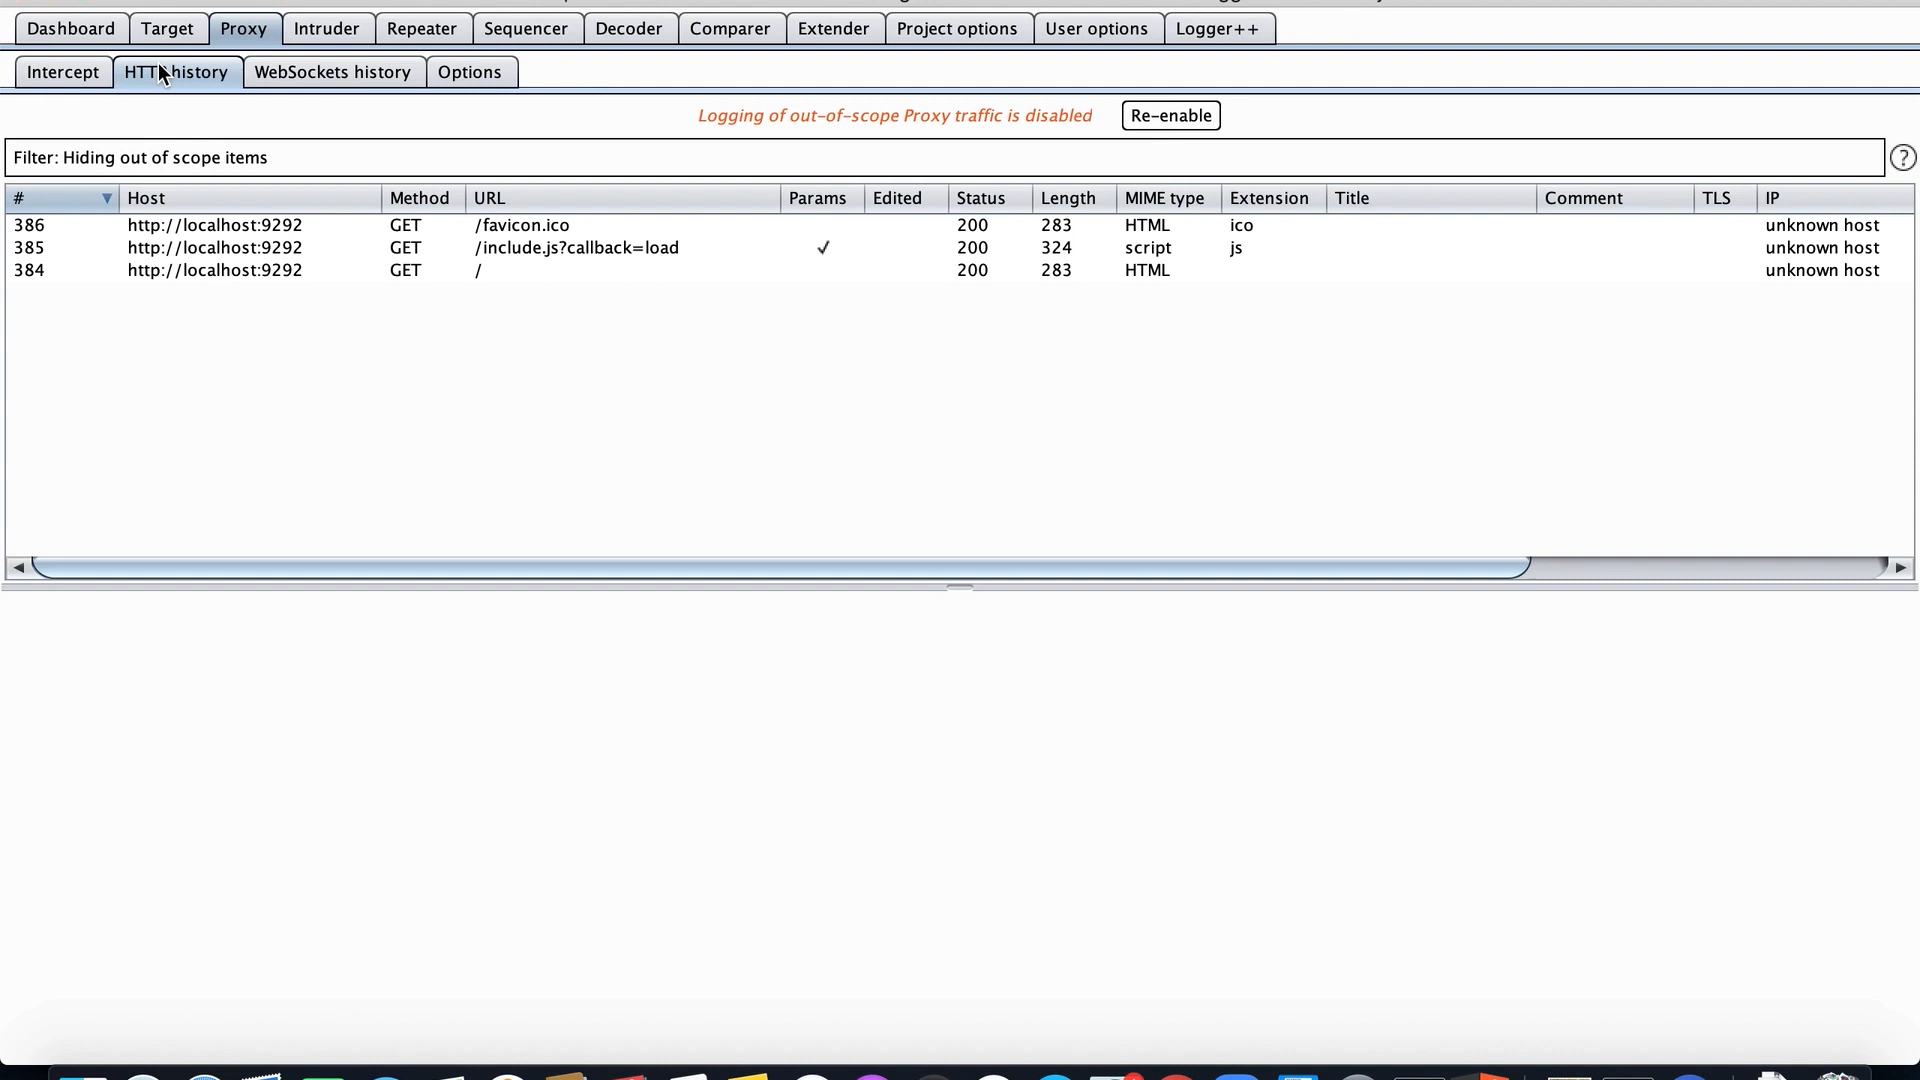 Dashboard Target Proxy Intruder Repeater Sequencer Decoder Comparer Extender Project options User options Logger++
Intercept HTTP history WebSockets history Options
Logging of out-of-scope Proxy traffic is disabled Re-enable
Filter: Hiding out of scope items ?
# Host Method URL Params Edited Status Length MIME type Extension Title Comment TLS IP
386 http://localhost:9292 GET /favicon.ico 200 283 HTML ico unknown host
385 http://localhost:9292 GET /include.js?callback=load ✓ 200 324 script js unknown host
384 http://localhost:9292 GET / 200 283 HTML unknown host